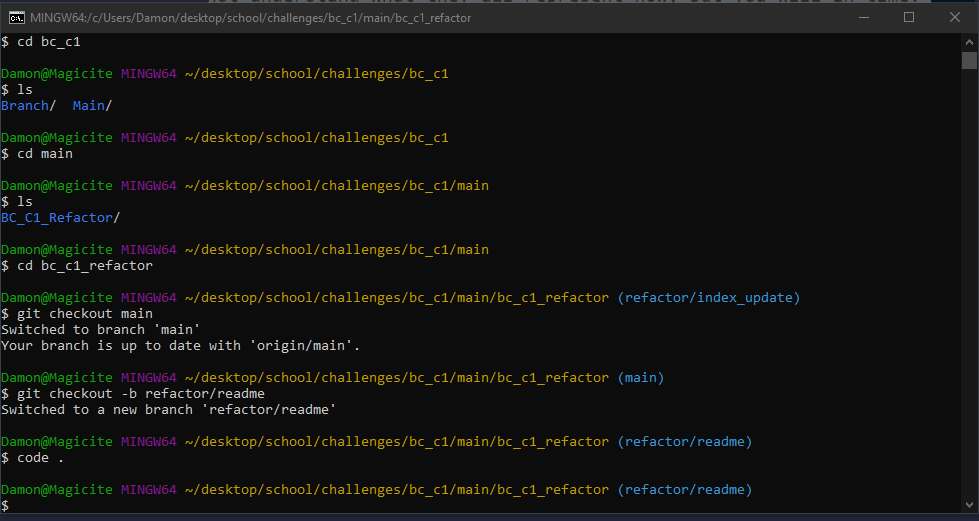 MINGW64:/c/Users/Damon/desktop/school/challenges/bc_c1/main/bc_c1_refactor
$ cd bc_c1
Damon@Magicite MINGW64 ~/desktop/school/challenges/bc_c1
$ ls
Branch/  Main/
Damon@Magicite MINGW64 ~/desktop/school/challenges/bc_c1
$ cd main
Damon@Magicite MINGW64 ~/desktop/school/challenges/bc_c1/main
$ ls
BC_C1_Refactor/
Damon@Magicite MINGW64 ~/desktop/school/challenges/bc_c1/main
$ cd bc_c1_refactor
Damon@Magicite MINGW64 ~/desktop/school/challenges/bc_c1/main/bc_c1_refactor (refactor/index_update)
$ git checkout main
Switched to branch 'main'
Your branch is up to date with 'origin/main'.
Damon@Magicite MINGW64 ~/desktop/school/challenges/bc_c1/main/bc_c1_refactor (main)
$ git checkout -b refactor/readme
Switched to a new branch 'refactor/readme'
Damon@Magicite MINGW64 ~/desktop/school/challenges/bc_c1/main/bc_c1_refactor (refactor/readme)
$ code .
Damon@Magicite MINGW64 ~/desktop/school/challenges/bc_c1/main/bc_c1_refactor (refactor/readme)
$